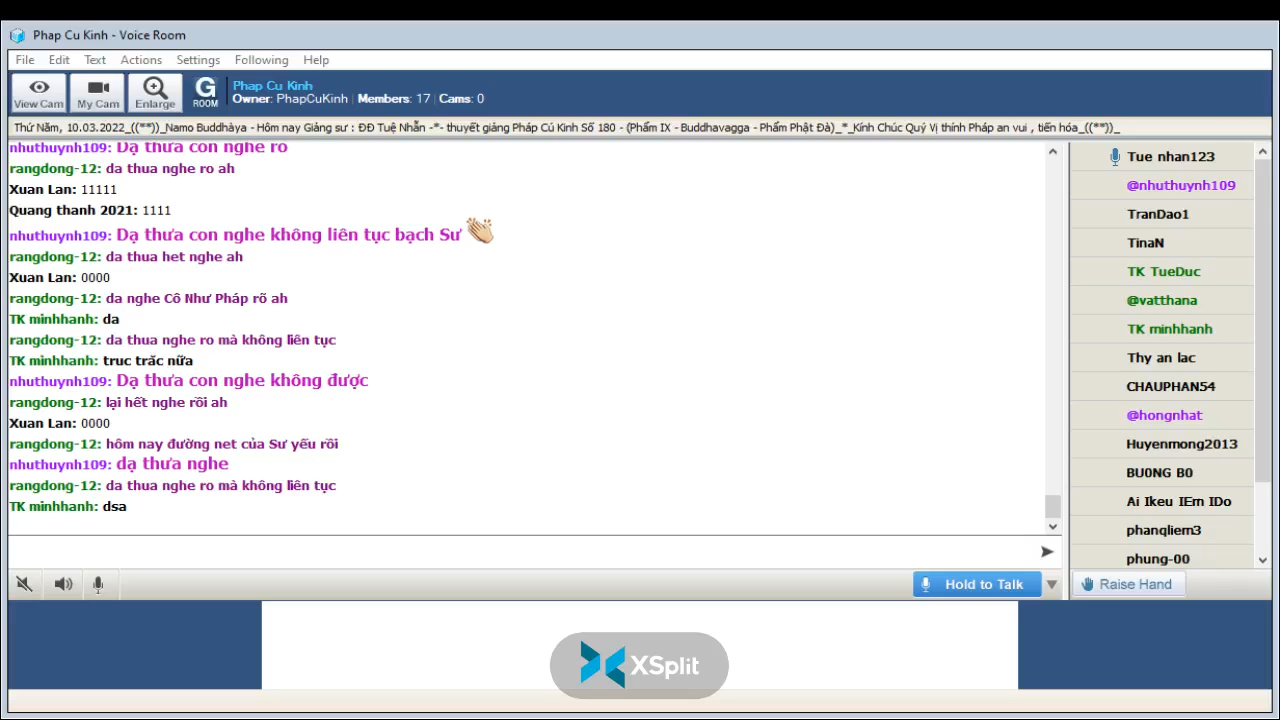 Phap Cu Kinh - Voice Room
File Edit Text Actions Settings Following Help
View Cam My Cam Enlarge G ROOM
Phap Cu Kinh
Owner: PhapCuKinh | Members: 17 | Cams: 0
Thứ Năm, 10.03.2022_((**))_Namo Buddhàya - Hôm nay Giảng sư : ĐĐ Tuệ Nhẫn -*- thuyết giảng Pháp Cú Kinh Số 180 - (Phẩm IX - Buddhavagga - Phẩm Phật Đà)_*_Kính Chúc Quý Vị thính Pháp an vui , tiến hóa_((**))_
nhuthuynh109: Dạ thưa con nghe rõ
rangdong-12: da thua nghe ro ah
Xuan Lan: 11111
Quang thanh 2021: 1111
nhuthuynh109: Dạ thưa con nghe không liên tục bạch Sư 👏
rangdong-12: da thua het nghe ah
Xuan Lan: 0000
rangdong-12: da nghe Cô Như Pháp rõ ah
TK minhhanh: da
rangdong-12: da thua nghe ro mà không liên tục
TK minhhanh: truc trăc nữa
nhuthuynh109: Dạ thưa con nghe không được
rangdong-12: lại hết nghe rồi ah
Xuan Lan: 0000
rangdong-12: hôm nay đường net của Sư yếu rồi
nhuthuynh109: dạ thưa nghe
rangdong-12: da thua nghe ro mà không liên tục
TK minhhanh: dsa
Tue nhan123
@nhuthuynh109
TranDao1
TinaN
TK TueDuc
@vatthana
TK minhhanh
Thy an lac
CHAUPHAN54
@hongnhat
Huyenmong2013
BU0NG B0
Ai Ikeu IEm IDo
phanqliem3
phung-00
Hold to Talk
Raise Hand
XSplit